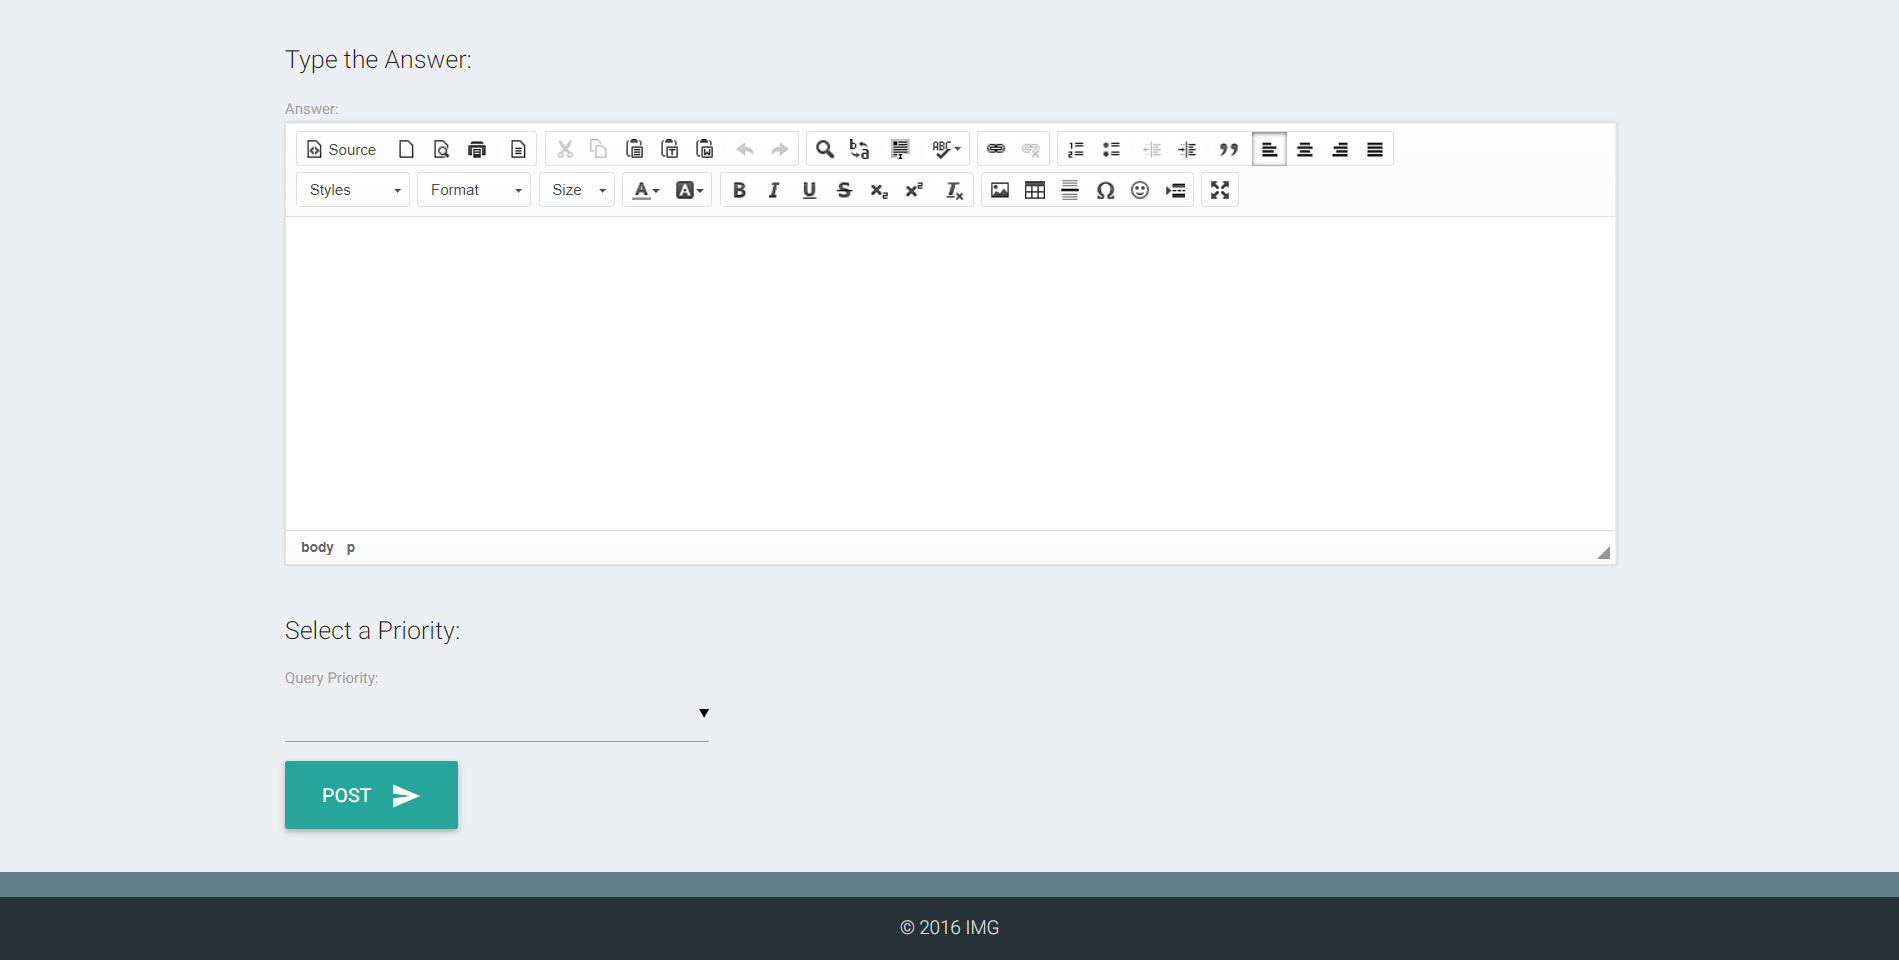 Type the Answer:
Answer:
Source
Styles Format Size
body p
Select a Priority:
Query Priority:
POST
© 2016 IMG